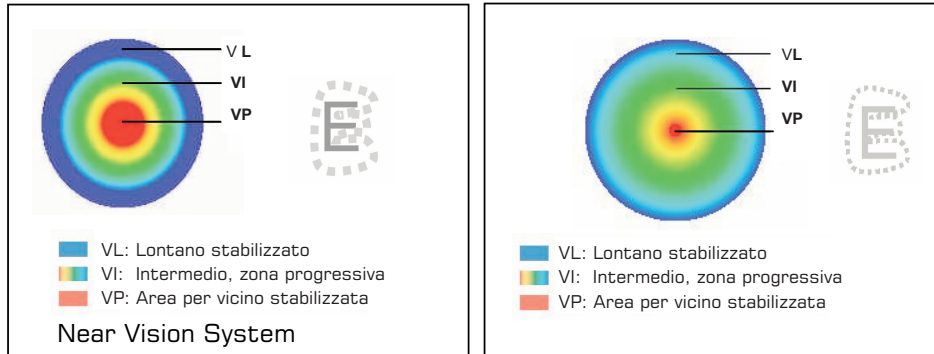 V L
VI
VP
E
VL: Lontano stabilizzato
VI: Intermedio, zona progressiva
VP: Area per vicino stabilizzata
Near Vision System
VL
VI
VP
E
VL: Lontano stabilizzato
VI: Intermedio, zona progressiva
VP: Area per vicino stabilizzata